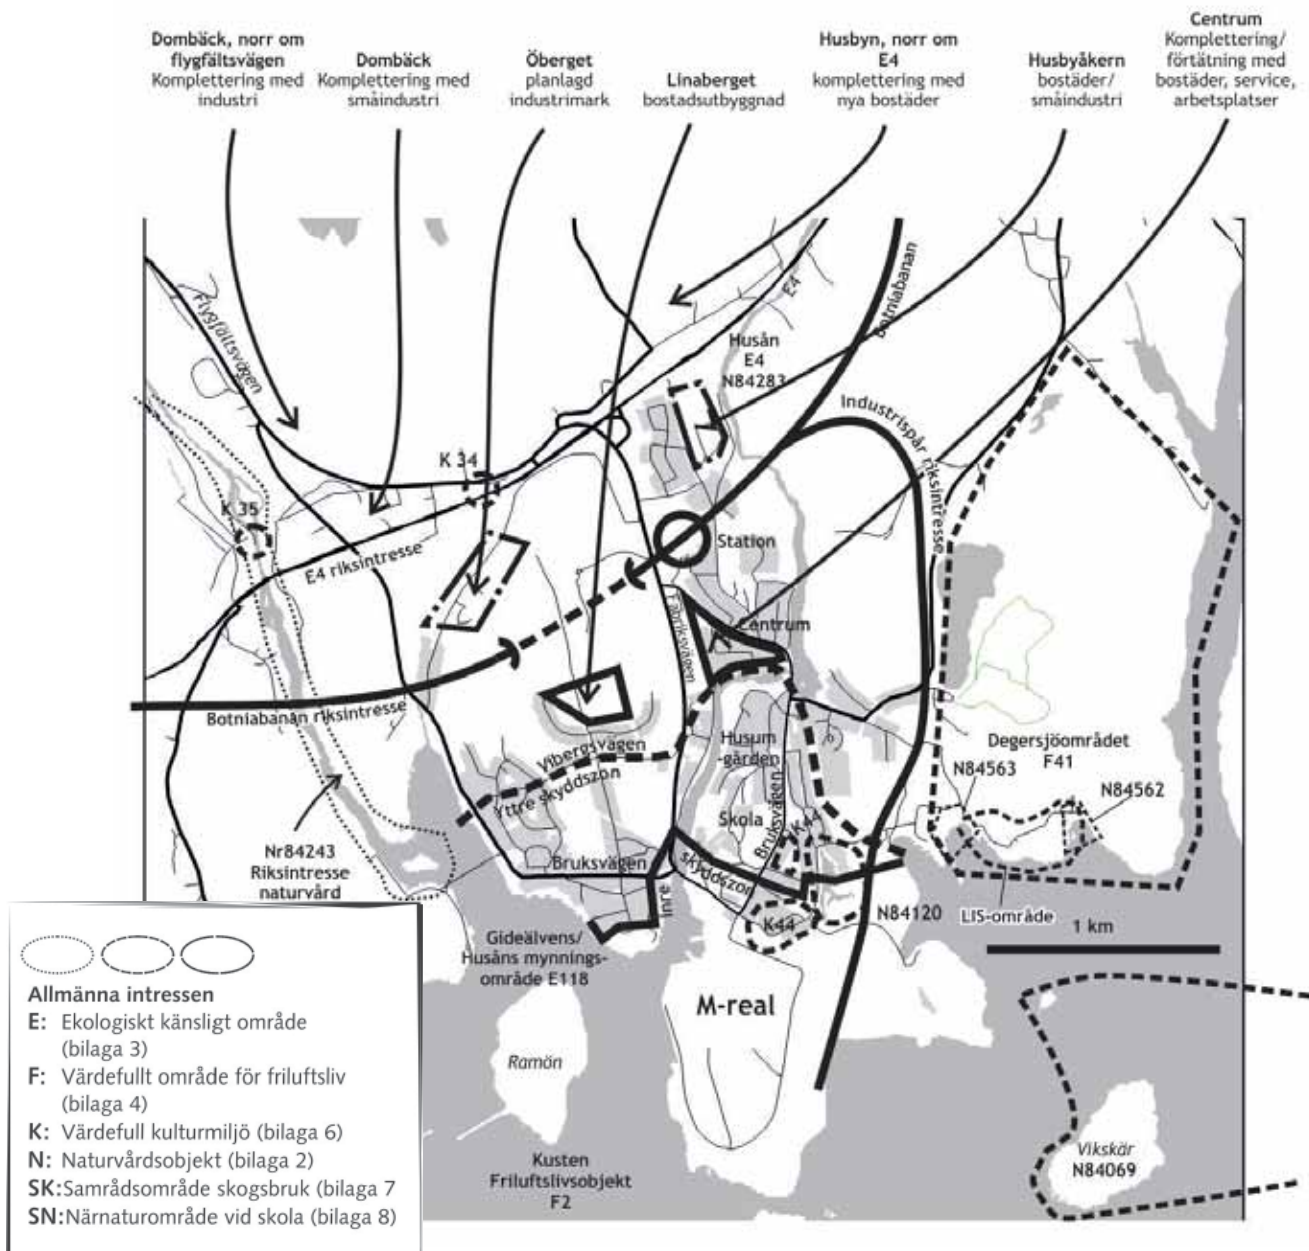 Dombäck, norr om
flygfältsvägen
Komplettering med
industri
Dombäck
Komplettering med
småindustri
Öberget
planlagd
industrimark
Linaberget
bostadsutbyggnad
Husbyn, norr om
E4
komplettering med
nya bostäder
Husbyåkern
bostäder/
småindustri
Centrum
Komplettering/
förtätning med
bostäder, service,
arbetsplatser
Flygfältsvägen
E4
Botniabanan
Husån
E4
N84283
Industrispår riksintresse
K 34
K 35
E4 riksintresse
Station
Fabriksvägen
Centrum
Botniabanan riksintresse
Vibergsvägen
Yttre skyddszon
Husum
-gården
Degersjöområdet
F41
N84563
N84562
Skola
Bruksvägen
K44
Nr84243
Riksintresse
naturvård
Bruksvägen
Inre
skyddszon
K44
N84120
LIS-område
1 km
Gideälvens/
Husåns mynnings-
område E118
M-real
Ramön
Kusten
Friluftslivsobjekt
F2
Vikskär
N84069
Allmänna intressen
E: Ekologiskt känsligt område
(bilaga 3)
F: Värdefullt område för friluftsliv
(bilaga 4)
K: Värdefull kulturmiljö (bilaga 6)
N: Naturvårdsobjekt (bilaga 2)
SK:Samrådsområde skogsbruk (bilaga 7
SN:Närnaturområde vid skola (bilaga 8)